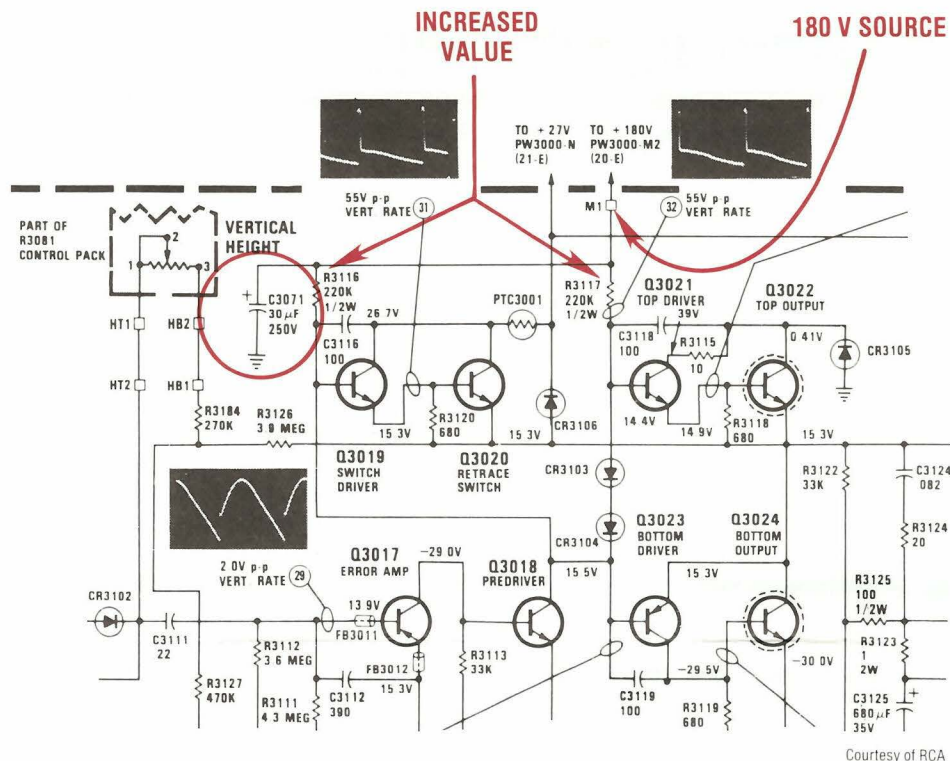 INCREASED
VALUE
180 V SOURCE
TO + 27V
PW3000-N
(21-E)
TO + 180V
PW3000-M2
(20-E)
PART OF
R3081
CONTROL PACK
VERTICAL
HEIGHT
1
2
3
55V p-p
VERT RATE
31
M1
55V p-p
VERT RATE
32
+
C3071
30 µF
250V
R3116
220K
1/2W
C3116
100
26 7V
PTC3001
R3117
220K
1/2W
C3118
100
Q3021
TOP DRIVER
39V
R3115
10
Q3022
TOP OUTPUT
0 41V
CR3105
HT1
HB2
HT2
HB1
R3184
270K
R3126
3 9 MEG
15 3V
R3120
680
15 3V
CR3106
14 4V
14 9V
R3118
680
15.3V
Q3019
SWITCH
DRIVER
Q3020
RETRACE
SWITCH
CR3103
CR3104
R3122
33K
C3124
082
R3124
20
2 0V p-p
VERT RATE
29
Q3017
ERROR AMP
-29 0V
Q3018
PREDRIVER
15 5V
Q3023
BOTTOM
DRIVER
15 3V
Q3024
BOTTOM
OUTPUT
CR3102
C3111
22
13 9V
FB3011
FB3012
15 3V
R3112
3 6 MEG
R3127
470K
R3111
4 3 MEG
C3112
390
R3113
33K
C3119
100
-29 5V
R3119
680
-30 0V
R3125
100
1/2W
R3123
1
2W
C3125
680 µF
35V
+
Courtesy of RCA